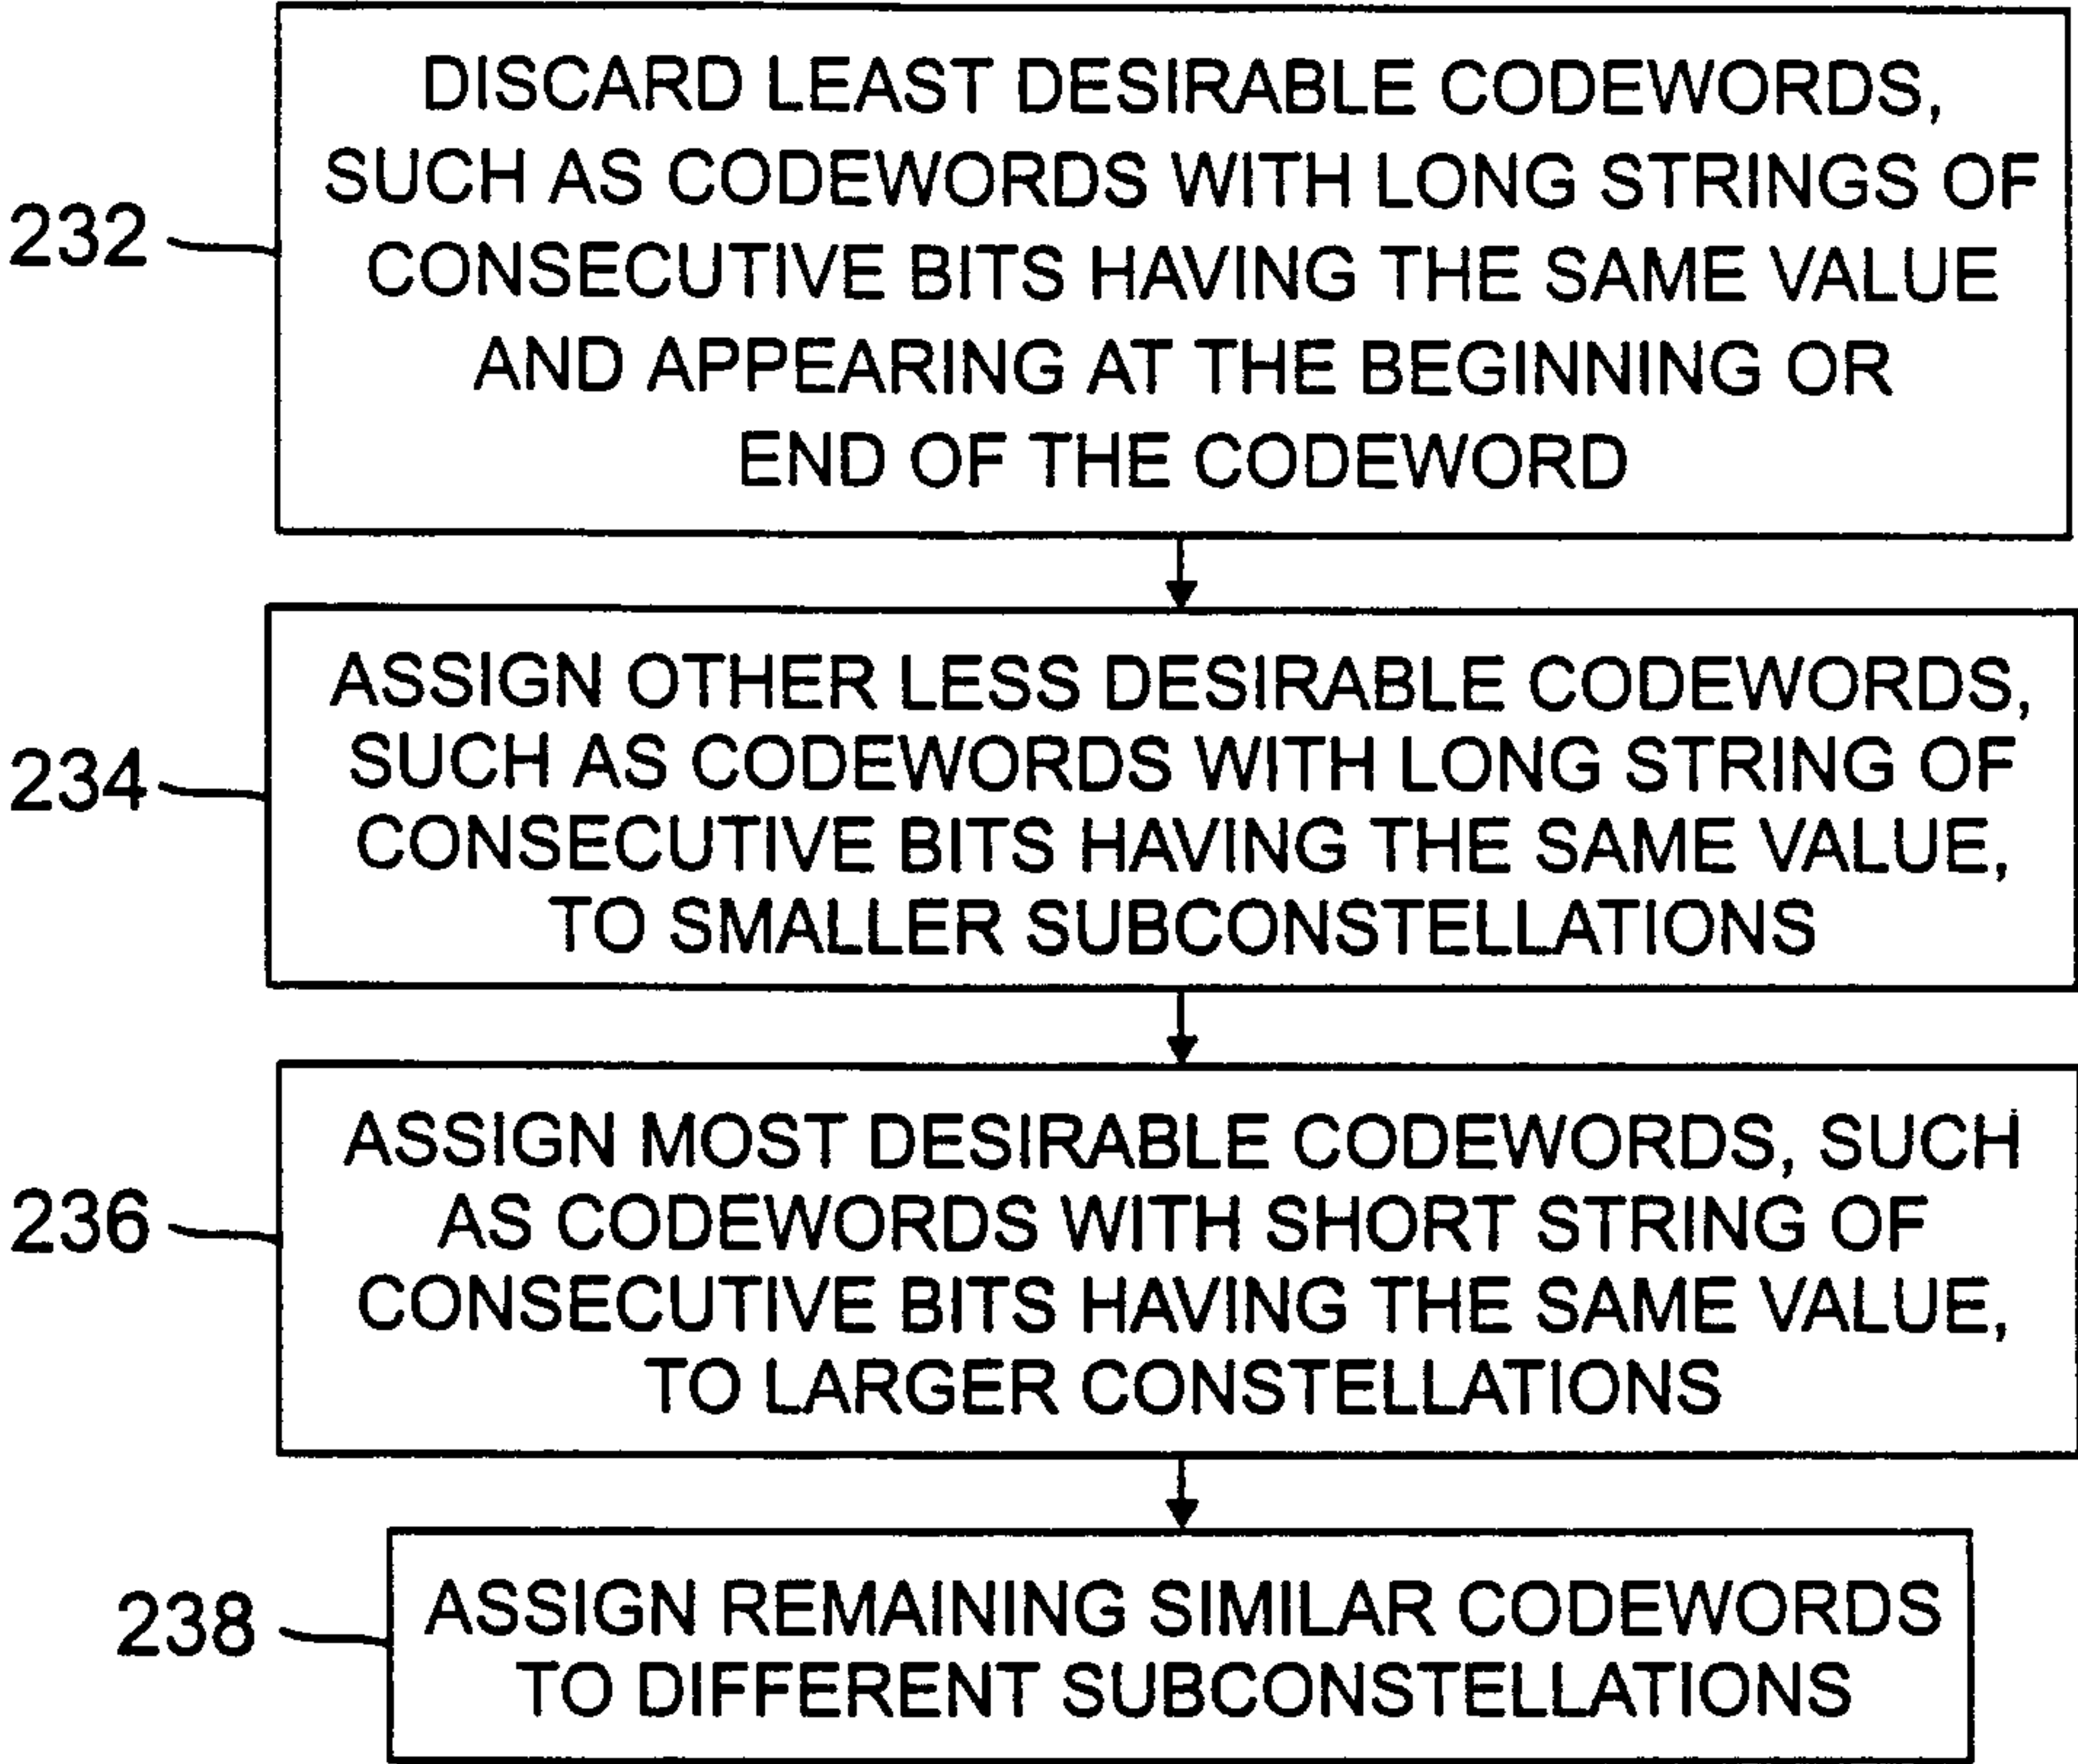 DISCARD LEAST DESIRABLE CODEWORDS,
SUCH AS CODEWORDS WITH LONG STRINGS OF
232
CONSECUTIVE BITS HAVING THE SAME VALUE
AND APPEARING AT THE BEGINNING OR
END OF THE CODEWORD
ASSIGN OTHER LESS DESIRABLE CODEWORDS,
SUCH AS CODEWORDS WITH LONG STRING OF
234
CONSECUTIVE BITS HAVING THE SAME VALUE,
TO SMALLER SUBCONSTELLATIONS
ASSIGN MOST DESIRABLE CODEWORDS, SUCH
236
AS CODEWORDS WITH SHORT STRING OF
CONSECUTIVE BITS HAVING THE SAME VALUE,
TO LARGER CONSTELLATIONS
238
ASSIGN REMAINING SIMILAR CODEWORDS
TO DIFFERENT SUBCONSTELLATIONS